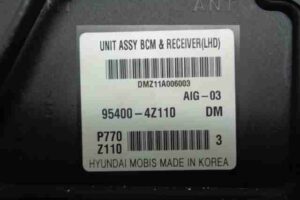 ANT
UNIT ASSY BCM & RECEIVER(LHD)
DMZ11A006003
AIG-03
95400-4Z110 DM
P770
Z110 3
HYUNDAI MOBIS MADE IN KOREA